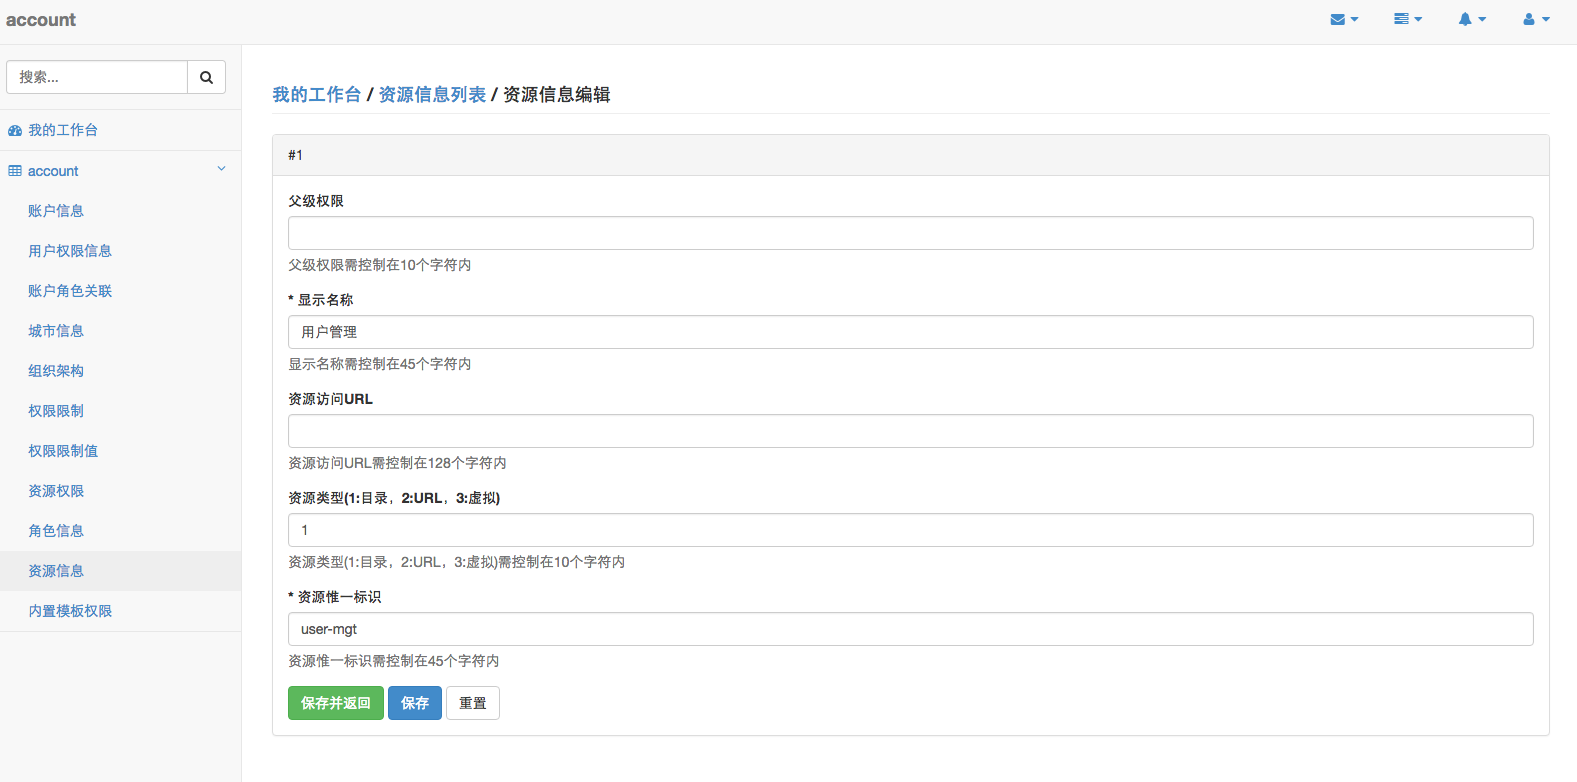 account
搜索...
我的工作台
account
账户信息
用户权限信息
账户角色关联
城市信息
组织架构
权限限制
权限限制值
资源权限
角色信息
资源信息
内置模板权限
我的工作台 / 资源信息列表 / 资源信息编辑
#1
父级权限
父级权限需控制在10个字符内
* 显示名称
用户管理
显示名称需控制在45个字符内
资源访问URL
资源访问URL需控制在128个字符内
资源类型(1:目录，2:URL，3:虚拟)
1
资源类型(1:目录，2:URL，3:虚拟)需控制在10个字符内
* 资源惟一标识
user-mgt
资源惟一标识需控制在45个字符内
保存并返回 保存 重置